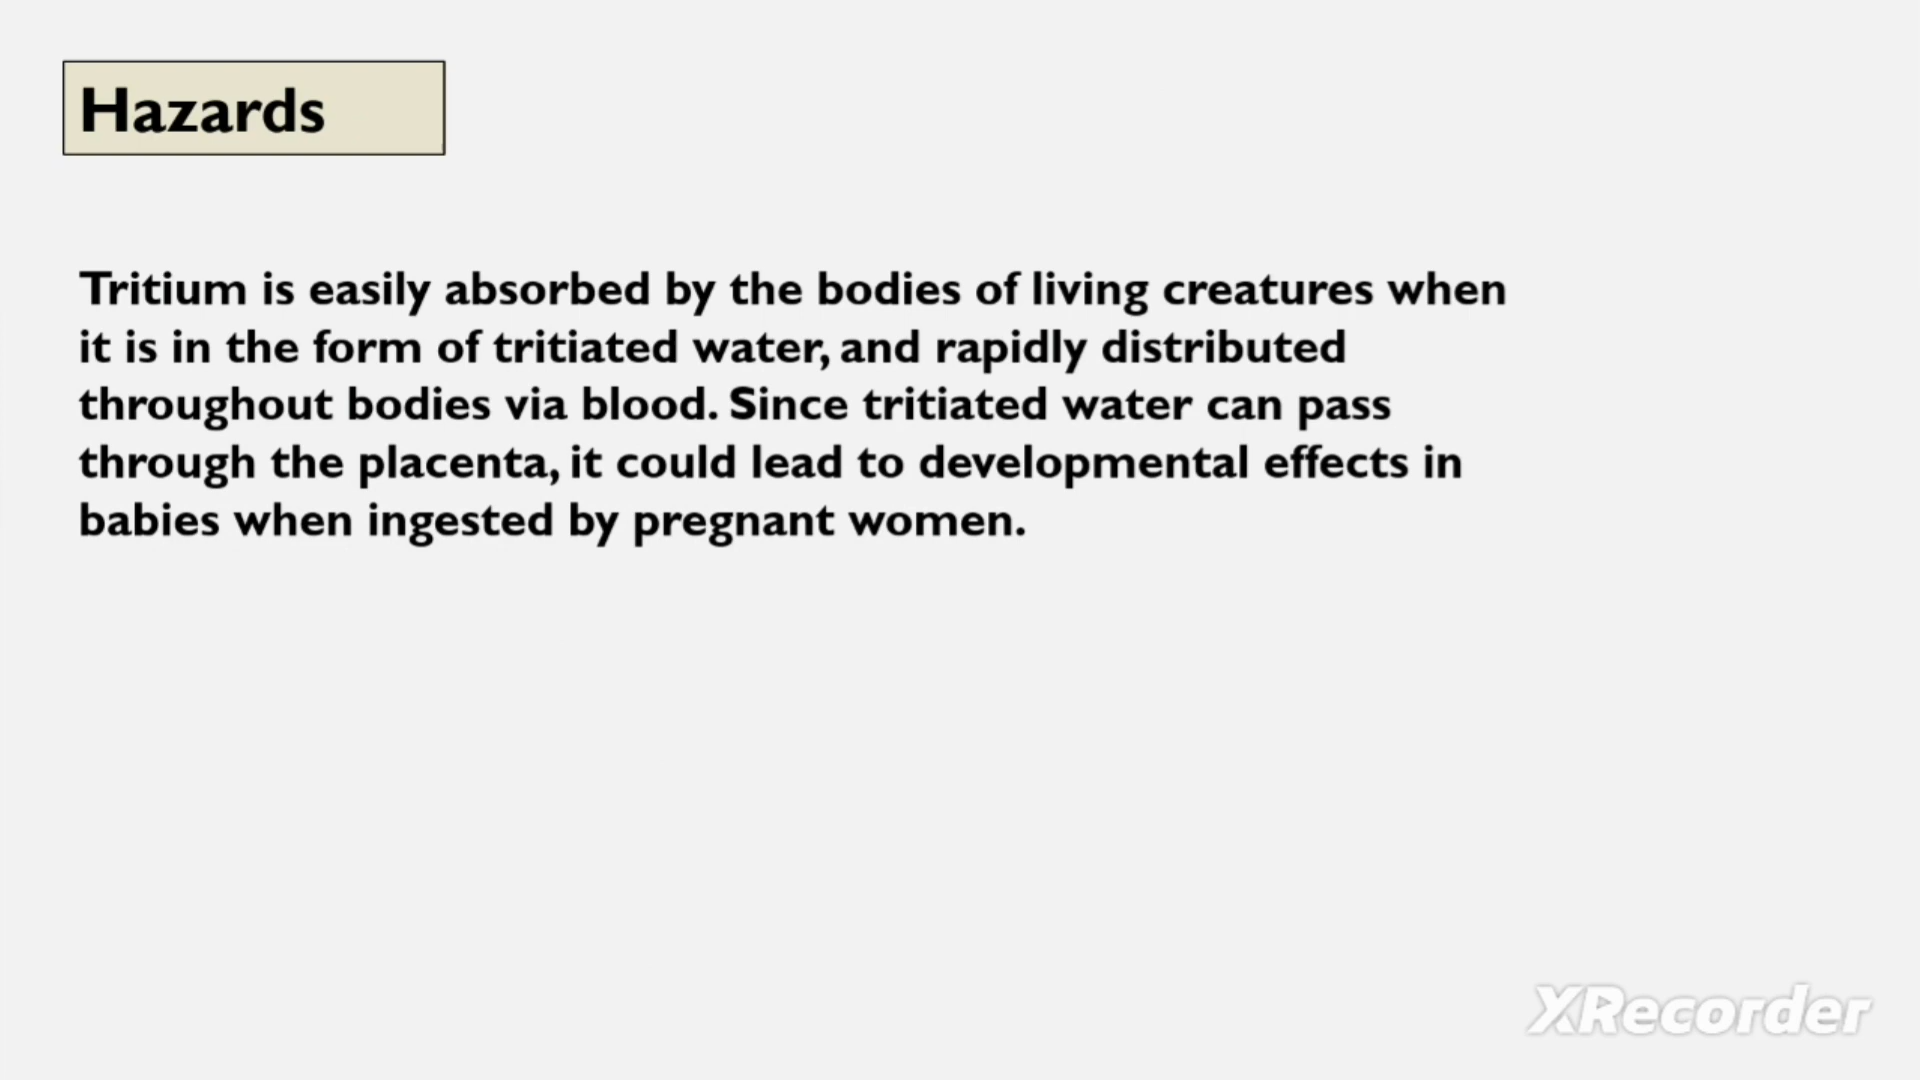 Hazards
Tritium is easily absorbed by the bodies of living creatures when
it is in the form of tritiated water, and rapidly distributed
throughout bodies via blood. Since tritiated water can pass
through the placenta, it could lead to developmental effects in
babies when ingested by pregnant women.
XRecorder